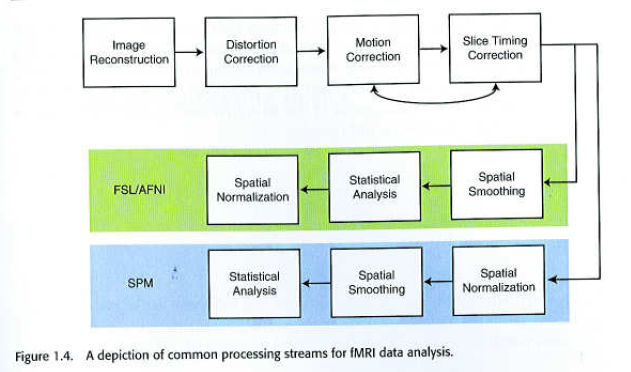 Image
Reconstruction
Distortion
Correction
Motion
Correction
Slice Timing
Correction
FSL/AFNI
Spatial
Normalization
Statistical
Analysis
Spatial
Smoothing
SPM
Statistical
Analysis
Spatial
Smoothing
Spatial
Normalization
Figure 1.4. A depiction of common processing streams for fMRI data analysis.